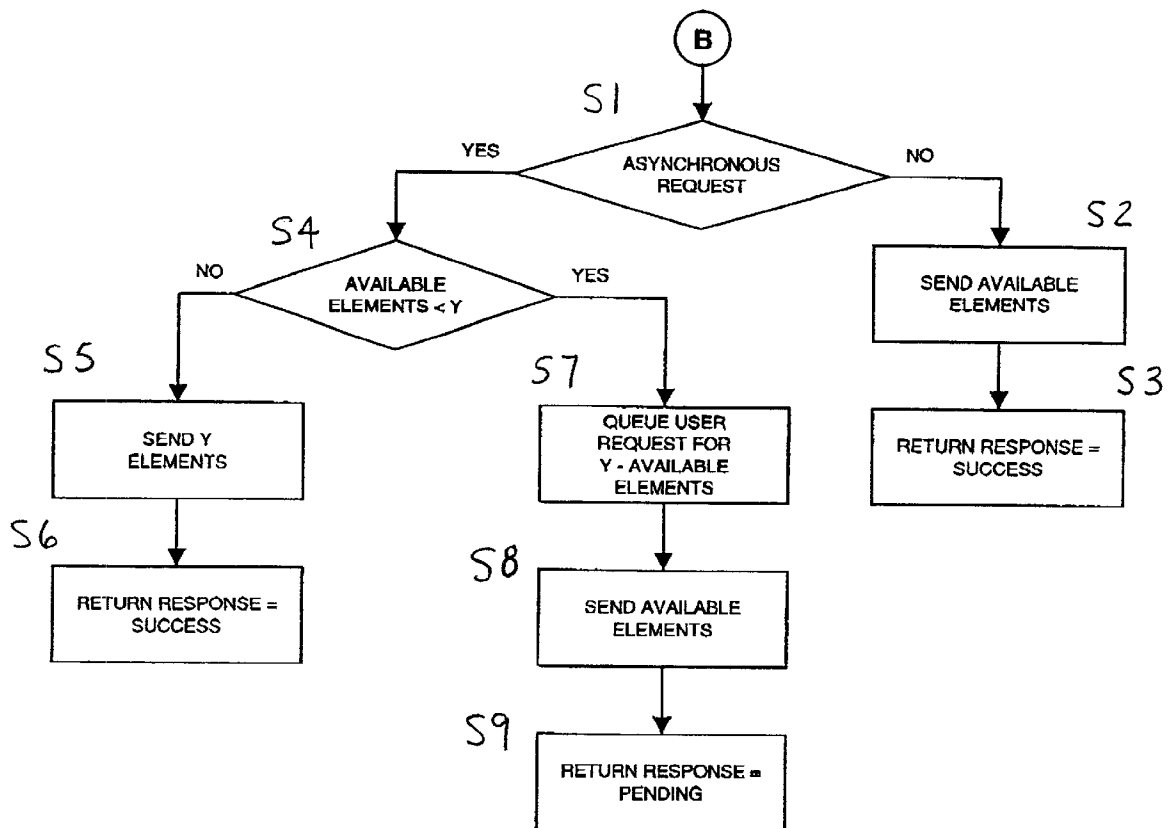 B
S1
YES
ASYNCHRONOUS
REQUEST
NO
S2
SEND AVAILABLE
ELEMENTS
S3
RETURN RESPONSE =
SUCCESS
S4
NO
AVAILABLE
ELEMENTS < Y
YES
S5
SEND Y
ELEMENTS
S6
RETURN RESPONSE =
SUCCESS
S7
QUEUE USER
REQUEST FOR
Y - AVAILABLE
ELEMENTS
S8
SEND AVAILABLE
ELEMENTS
S9
RETURN RESPONSE =
PENDING